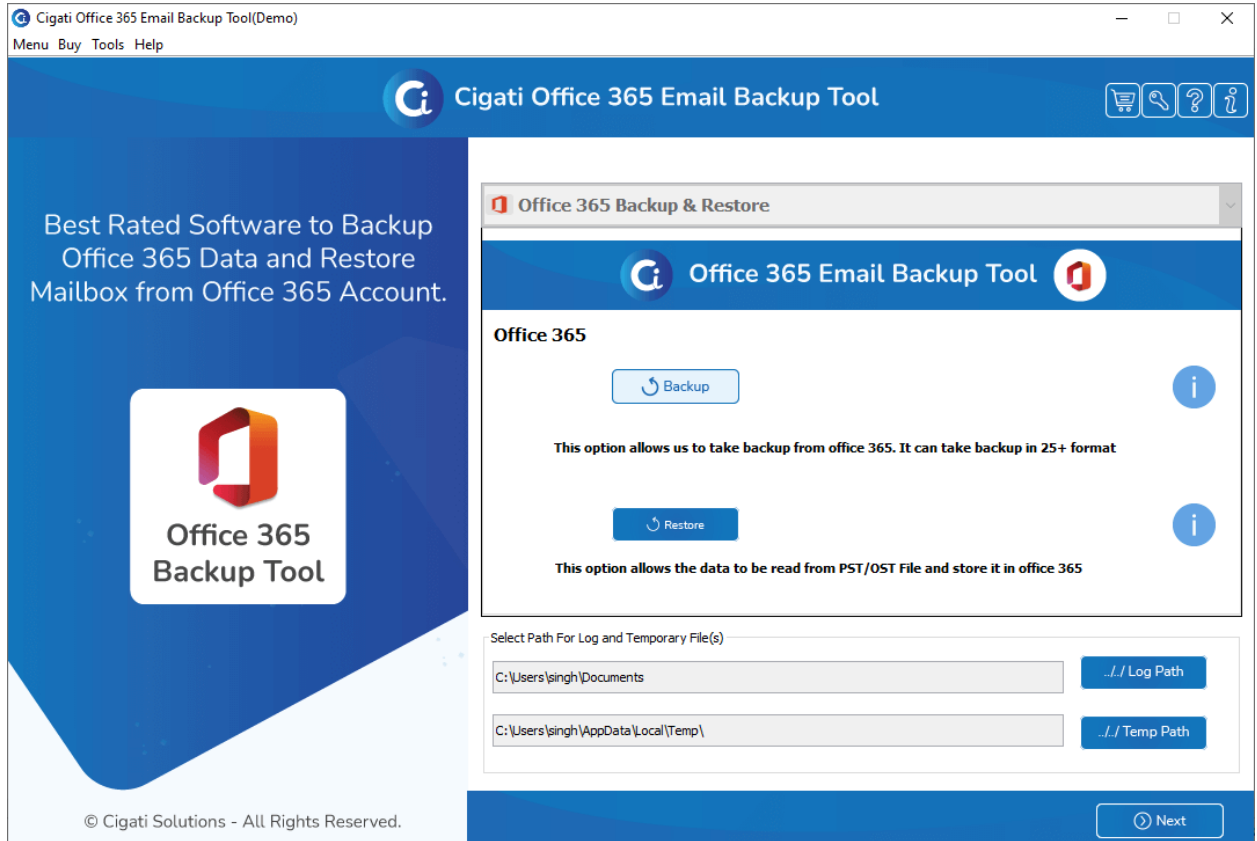 Cigati Office 365 Email Backup Tool(Demo)
Menu Buy Tools Help
Cigati Office 365 Email Backup Tool
Best Rated Software to Backup
Office 365 Data and Restore
Mailbox from Office 365 Account.
Office 365
Backup Tool
© Cigati Solutions - All Rights Reserved.
Office 365 Backup & Restore
Office 365 Email Backup Tool
Office 365
Backup
This option allows us to take backup from office 365. It can take backup in 25+ format
Restore
This option allows the data to be read from PST/OST File and store it in office 365
Select Path For Log and Temporary File(s)
C:\Users\singh\Documents
../../ Log Path
C:\Users\singh\AppData\Local\Temp\
../../ Temp Path
Next